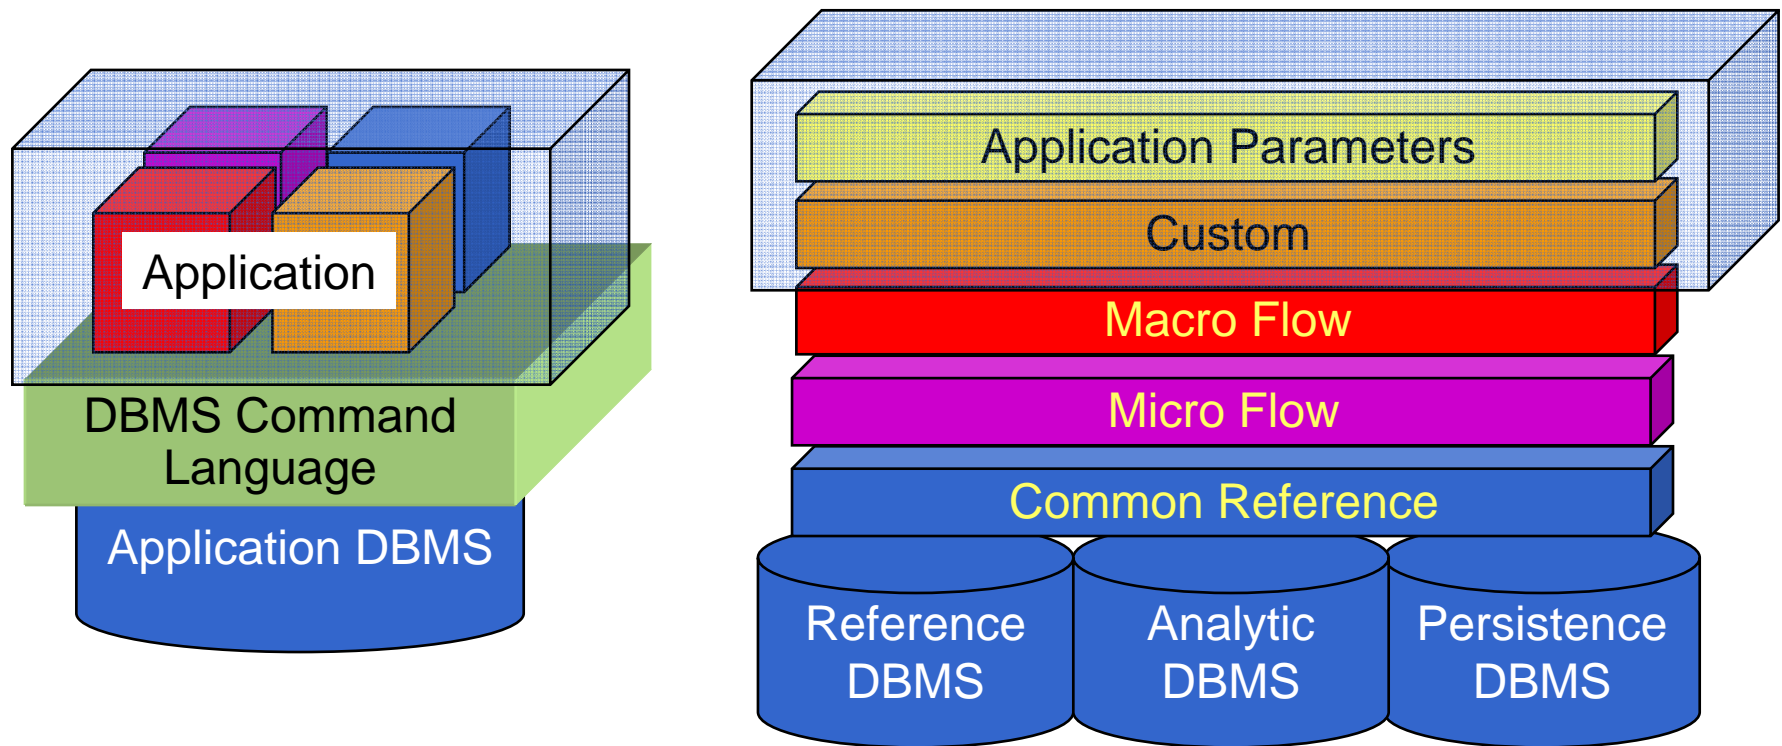 Application
DBMS Command
Language
Application DBMS
Application Parameters
Custom
Macro Flow
Micro Flow
Common Reference
Reference
DBMS
Analytic
DBMS
Persistence
DBMS